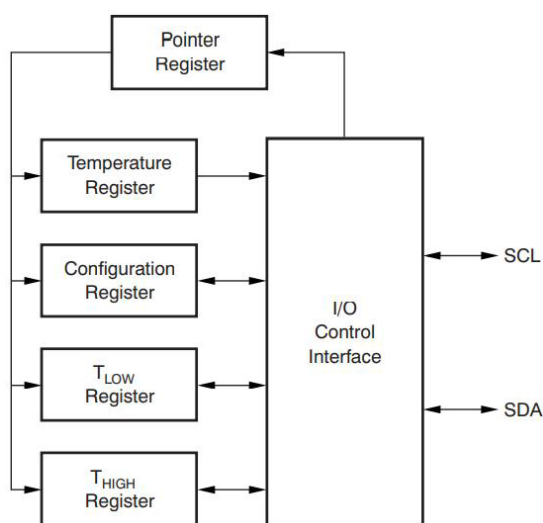 Pointer
Register
Temperature
Register
Configuration
Register
TLOW
Register
THIGH
Register
I/O
Control
Interface
SCL
SDA